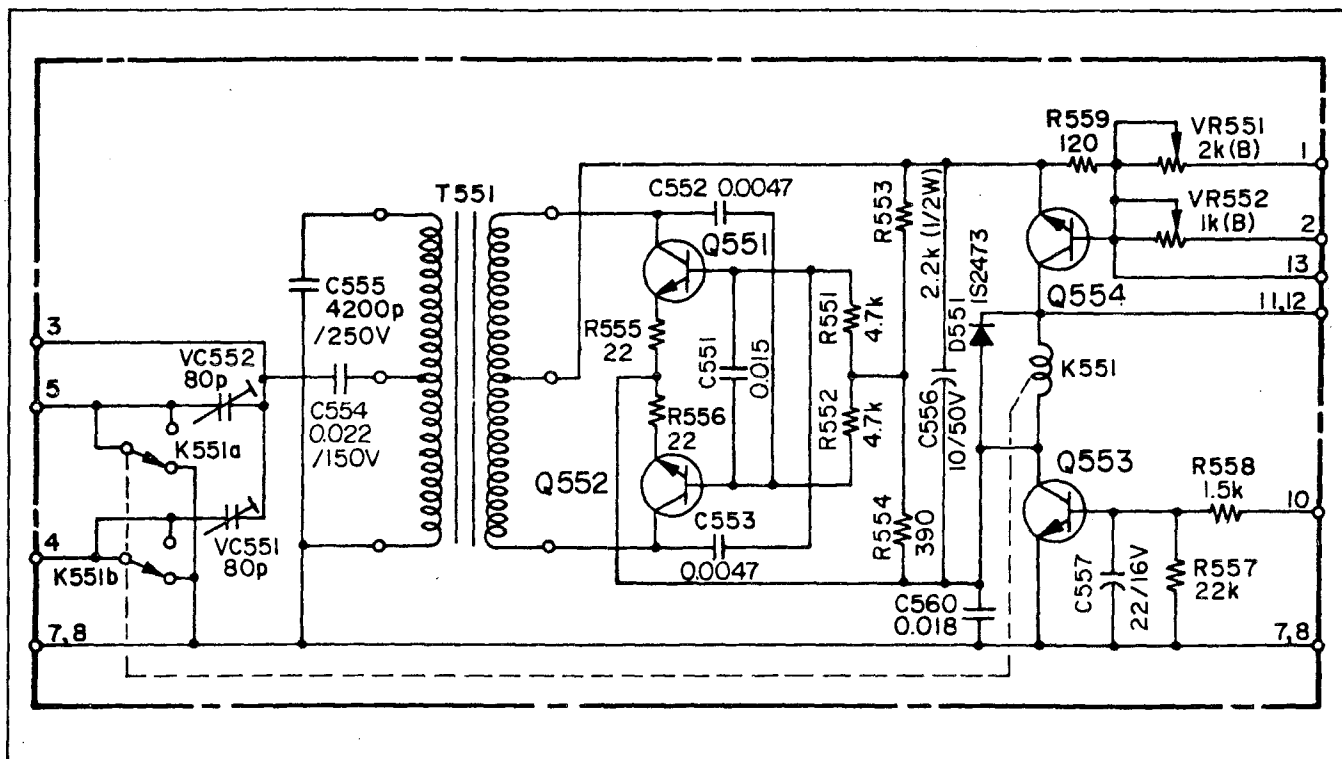 R559
120
VR551
2k(B)
1
VR552
1k(B)
2
13
11,12
T551
C552 0.0047
Q551
R553
2.2k (1/2W)
1S2473
Q554
C555
4200p
/250V
R555
22
C551
0.015
R551
4.7k
D551
K551
3
VC552
80p
5
C554
0.022
/150V
R556
22
R552
4.7k
C556
10/50V
K551a
Q552
Q553
R558
1.5k
10
4
VC551
80p
K551b
C553
0.0047
R554
390
C557
22/16V
R557
22k
C560
0.018
7,8
7,8